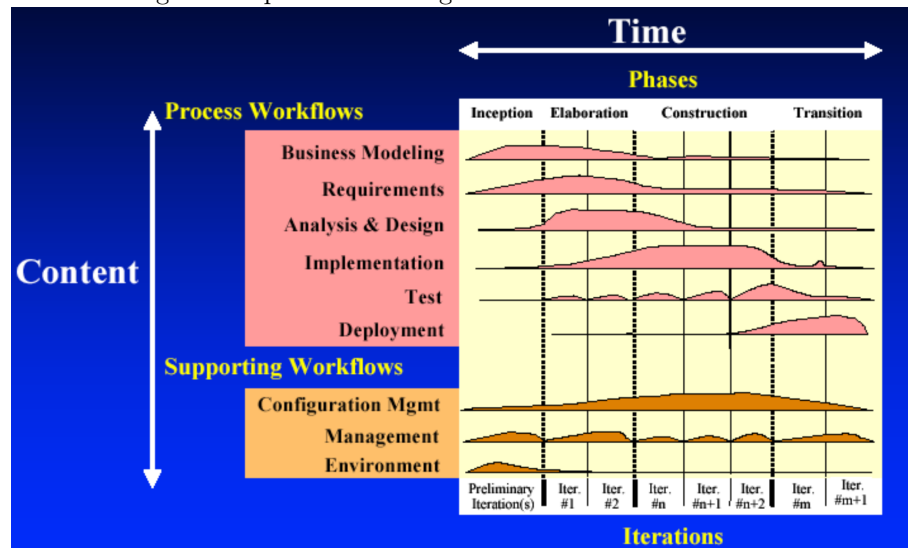 Time
Phases
Process Workflows
Inception Elaboration Construction Transition
Business Modeling
Requirements
Analysis & Design
Implementation
Test
Deployment
Content
Supporting Workflows
Configuration Mgmt
Management
Environment
Preliminary Iteration(s)
Iter. #1
Iter. #2
Iter. #n
Iter. #n+1
Iter. #n+2
Iter. #m
Iter. #m+1
Iterations